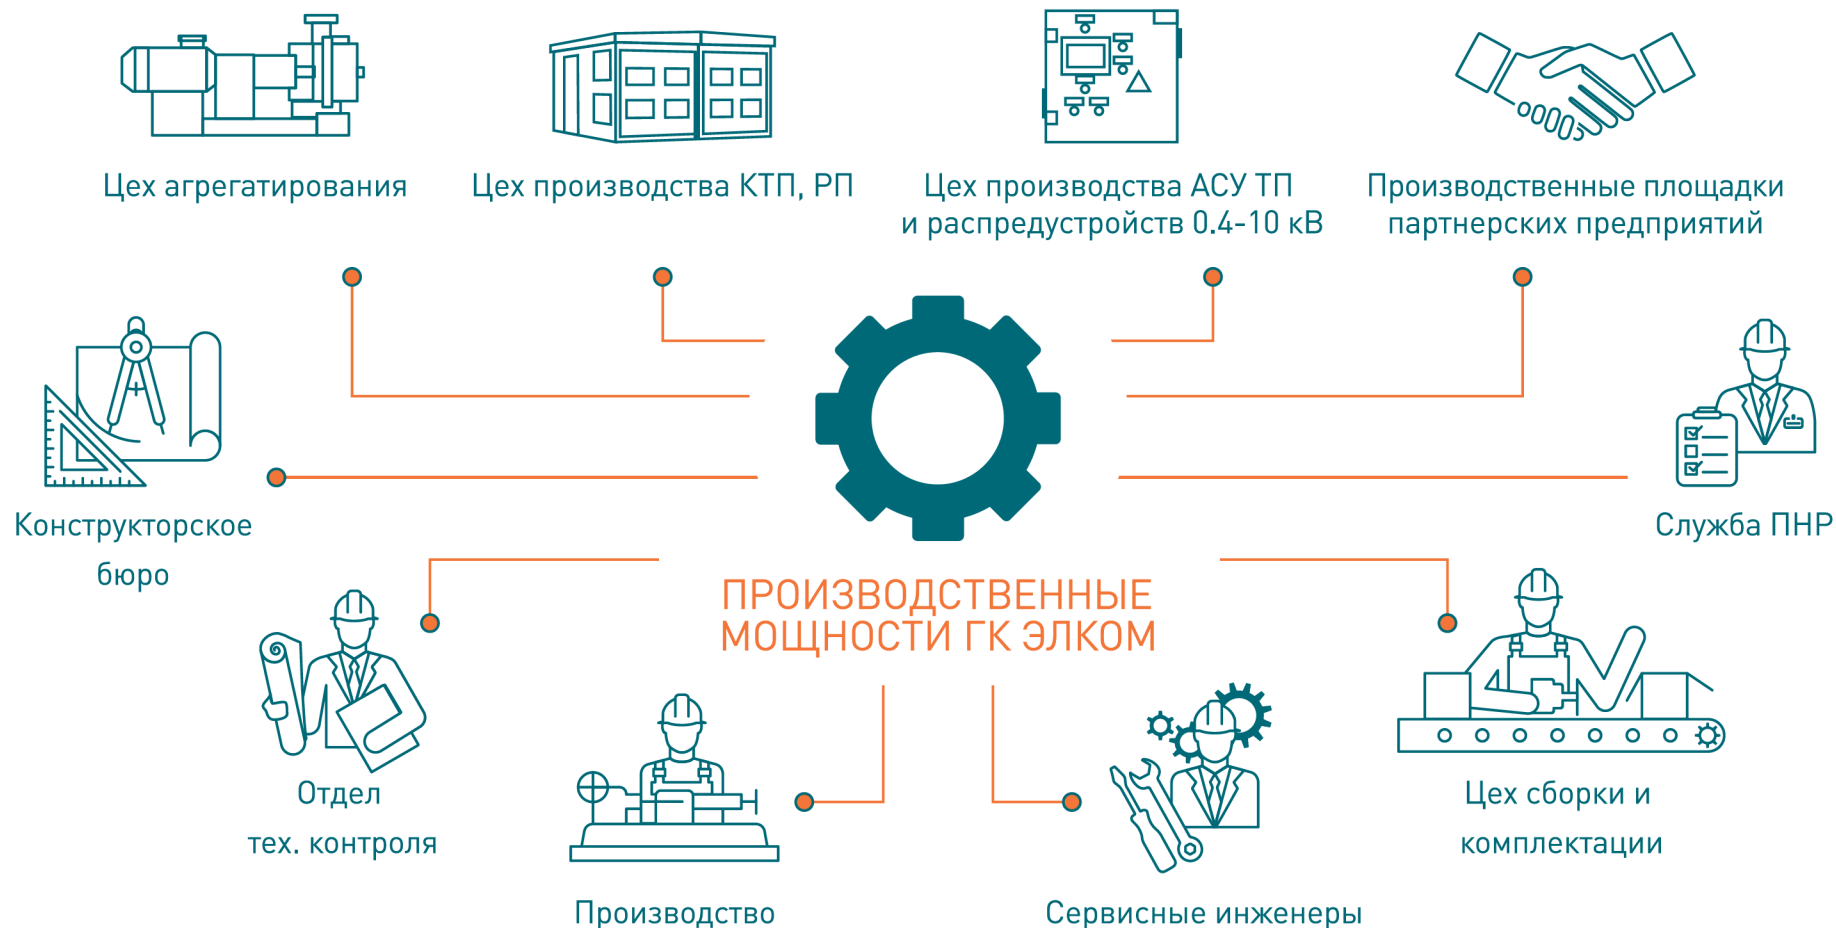 Цех агрегатирования
Цех производства КТП, РП
Цех производства АСУ ТП
и распредустройств 0.4-10 кВ
Производственные площадки
партнерских предприятий
Конструкторское
бюро
Служба ПНР
ПРОИЗВОДСТВЕННЫЕ
МОЩНОСТИ ГК ЭЛКОМ
Отдел
тех. контроля
Производство
Сервисные инженеры
Цех сборки и
комплектации